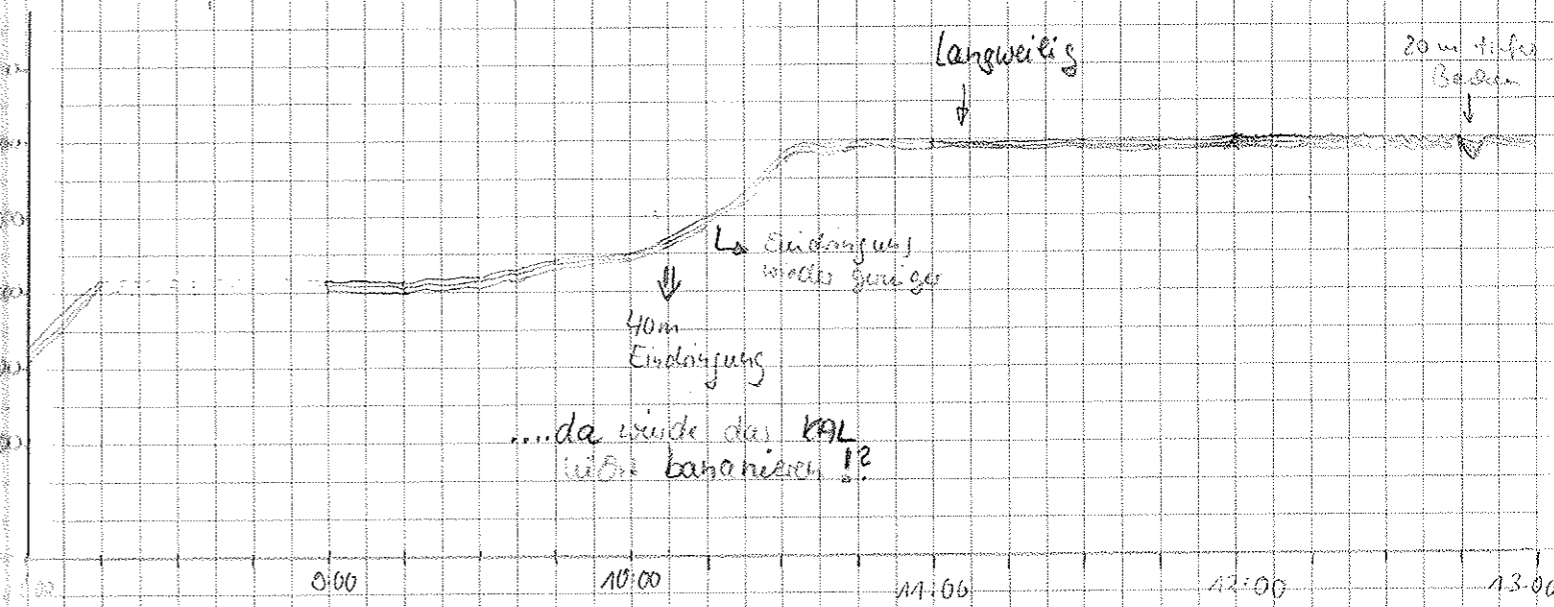 Langweilig
20 m tiefes
Becken
Eindringung
wieder geringer
40m
Eindringung
....da würde das KAL
nicht bananieren !?
9:00
10:00
11:00
12:00
13:00